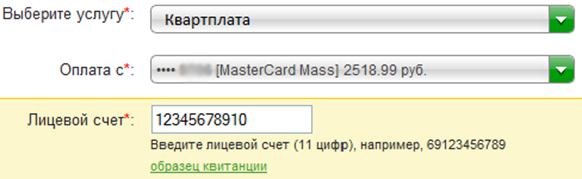 Выберите услугу*: Квартплата
Оплата с*: •••• [MasterCard Mass] 2518.99 руб.
Лицевой счет*: 12345678910
Введите лицевой счет (11 цифр), например, 69123456789
образец квитанции